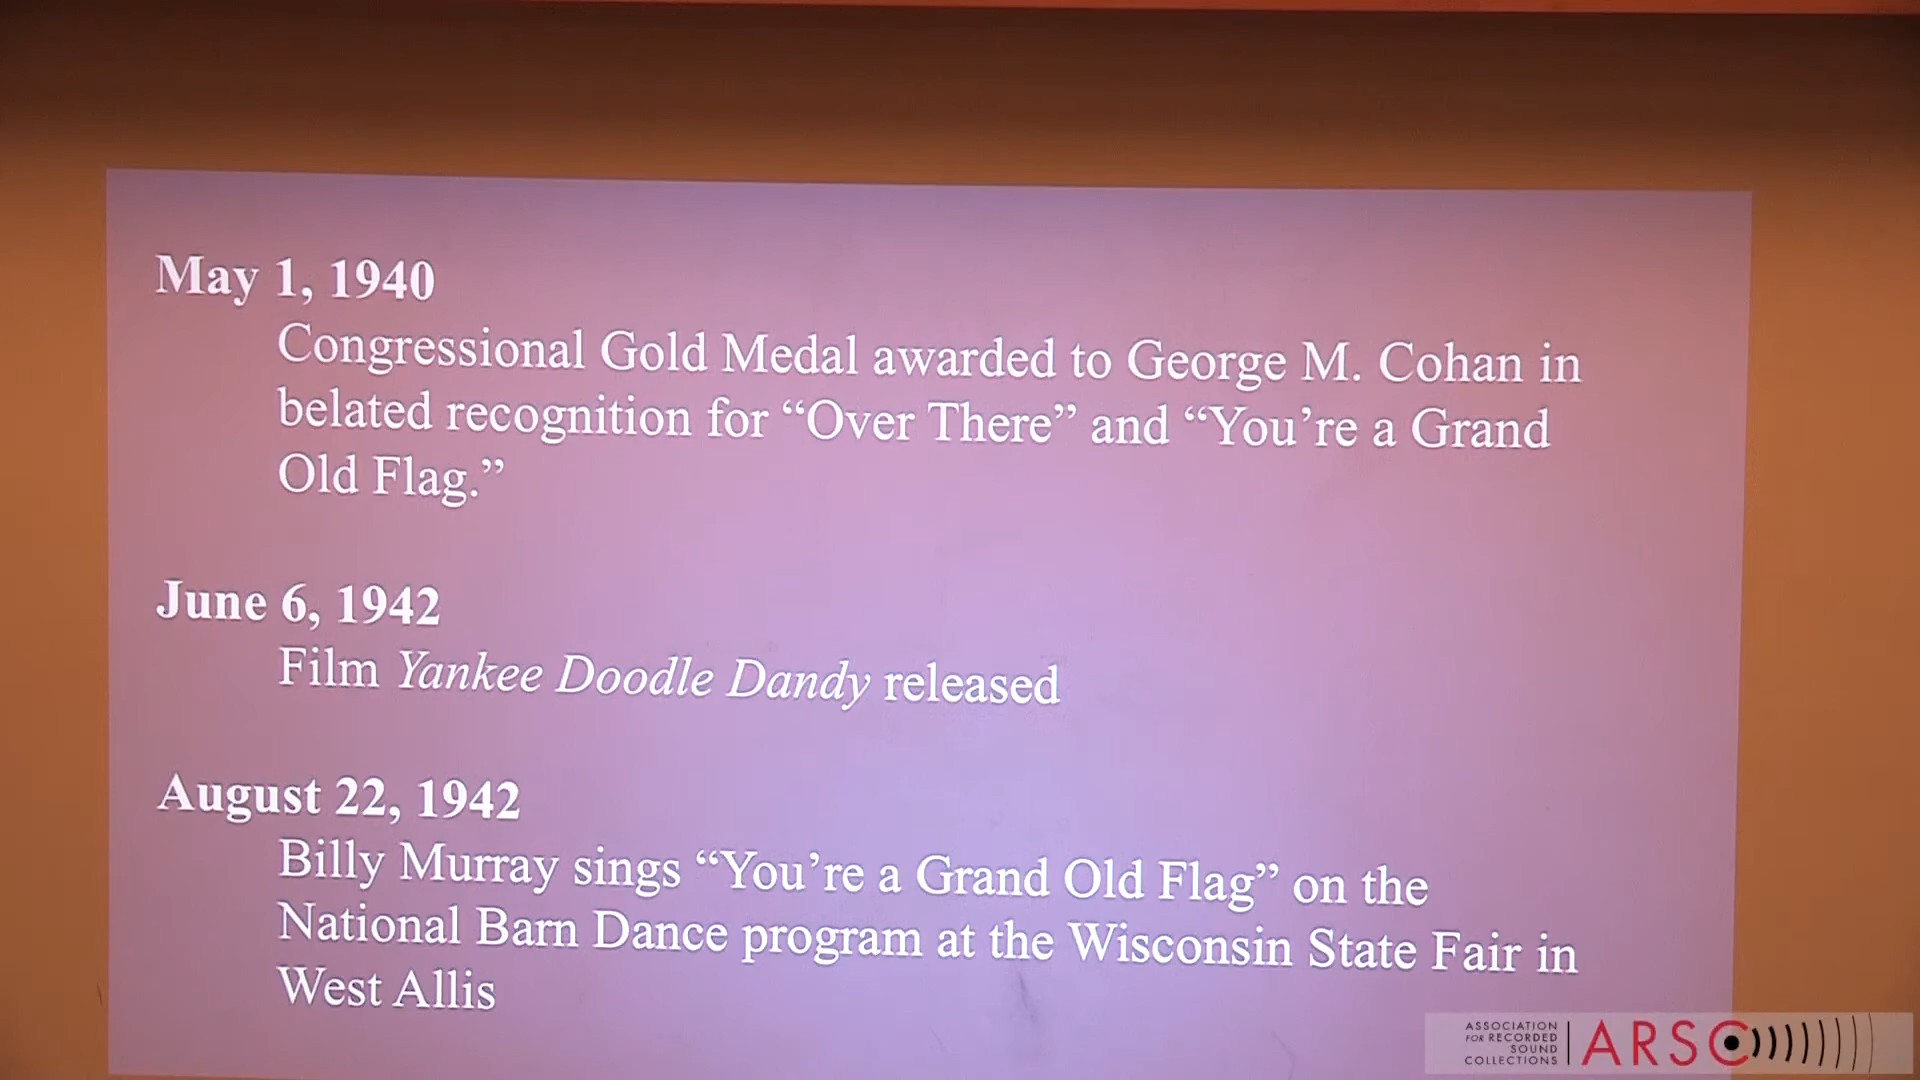 May 1, 1940
Congressional Gold Medal awarded to George M. Cohan in
belated recognition for “Over There” and “You’re a Grand
Old Flag.”
June 6, 1942
Film Yankee Doodle Dandy released
August 22, 1942
Billy Murray sings “You’re a Grand Old Flag” on the
National Barn Dance program at the Wisconsin State Fair in
West Allis
ASSOCIATION
FOR RECORDED
SOUND
COLLECTIONS
ARSC